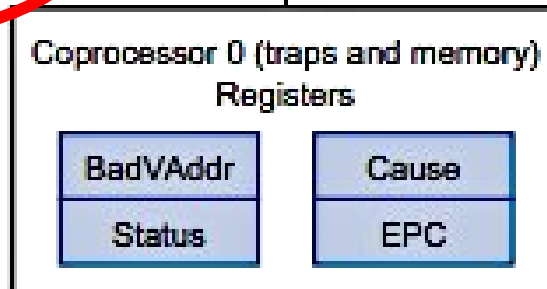 Coprocessor 0 (traps and memory)
Registers
BadVAddr
Cause
Status
EPC